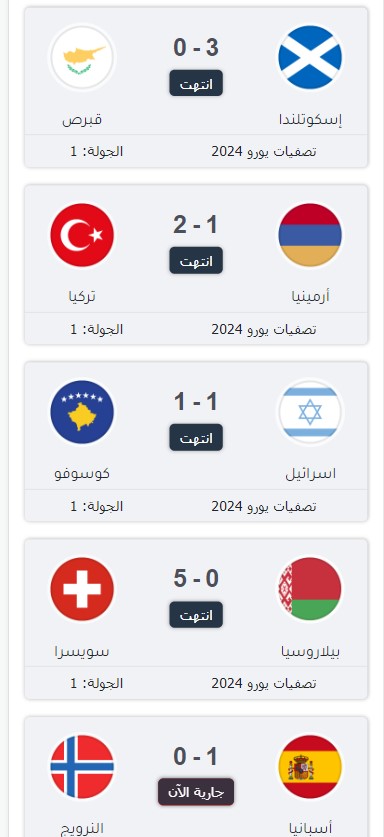 0 - 3
انتهت
إسكوتلندا
قبرص
تصفيات يورو 2024
الجولة: 1
2 - 1
انتهت
أرمينيا
تركيا
تصفيات يورو 2024
الجولة: 1
1 - 1
انتهت
اسرائيل
كوسوفو
تصفيات يورو 2024
الجولة: 1
5 - 0
انتهت
بيلاروسيا
سويسرا
تصفيات يورو 2024
الجولة: 1
0 - 1
جارية الآن
أسبانيا
النرويج